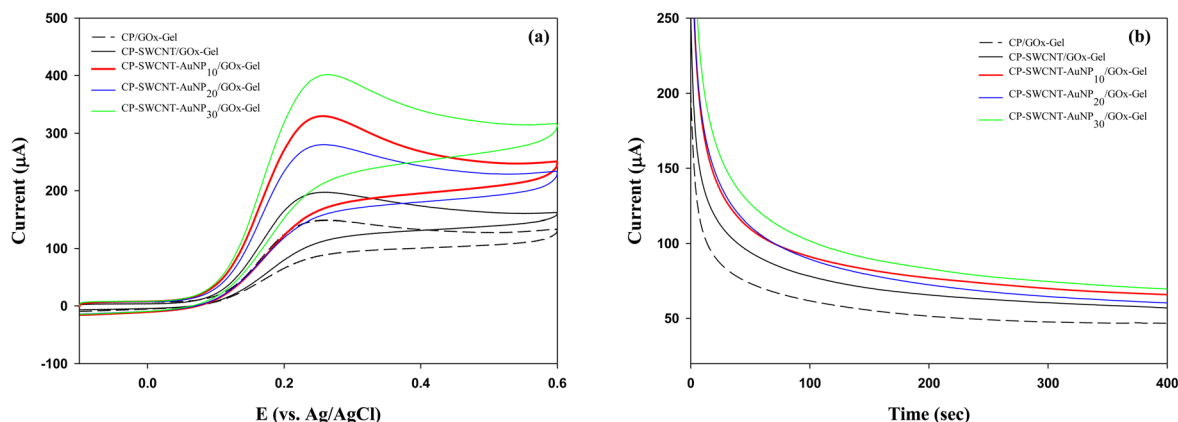 500
400
300
200
100
0
-100
Current (µA)
0.0
0.2
0.4
0.6
E (vs. Ag/AgCl)
(a)
CP/GOx-Gel
CP-SWCNT/GOx-Gel
CP-SWCNT-AuNP10/GOx-Gel
CP-SWCNT-AuNP20/GOx-Gel
CP-SWCNT-AuNP30/GOx-Gel
250
200
150
100
50
Current (µA)
0
100
200
300
400
Time (sec)
(b)
CP/GOx-Gel
CP-SWCNT/GOx-Gel
CP-SWCNT-AuNP10/GOx-Gel
CP-SWCNT-AuNP20/GOx-Gel
CP-SWCNT-AuNP30/GOx-Gel